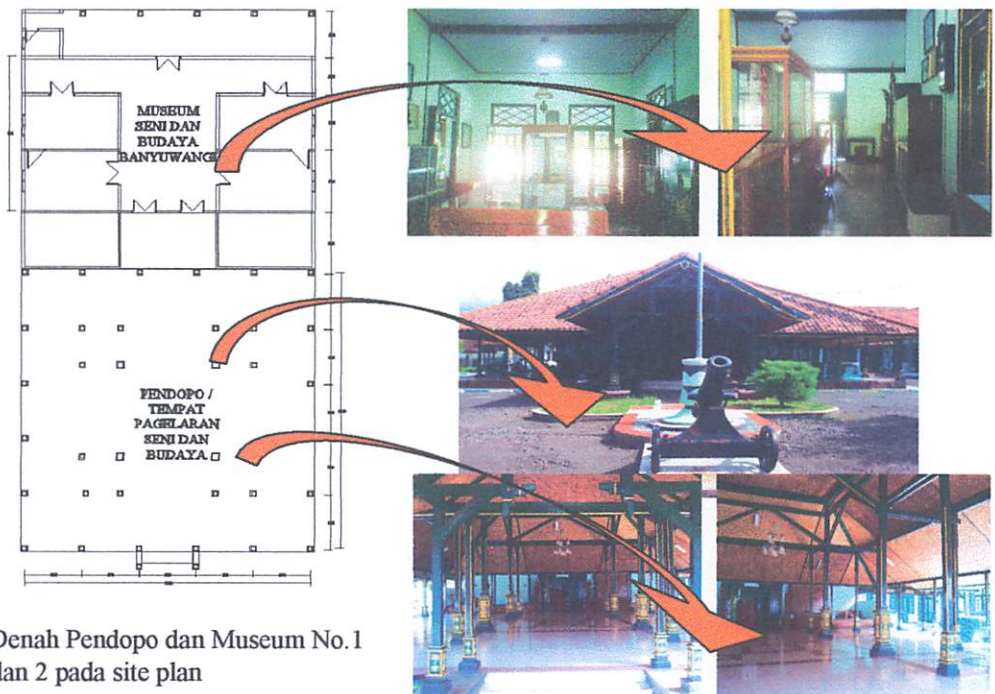 MUSEUM
SENI DAN
BUDAYA
BANYUWANGI
PENDOPO /
TEMPAT
PAGELARAN
SENI DAN
BUDAYA
Denah Pendopo dan Museum No.1
dan 2 pada site plan